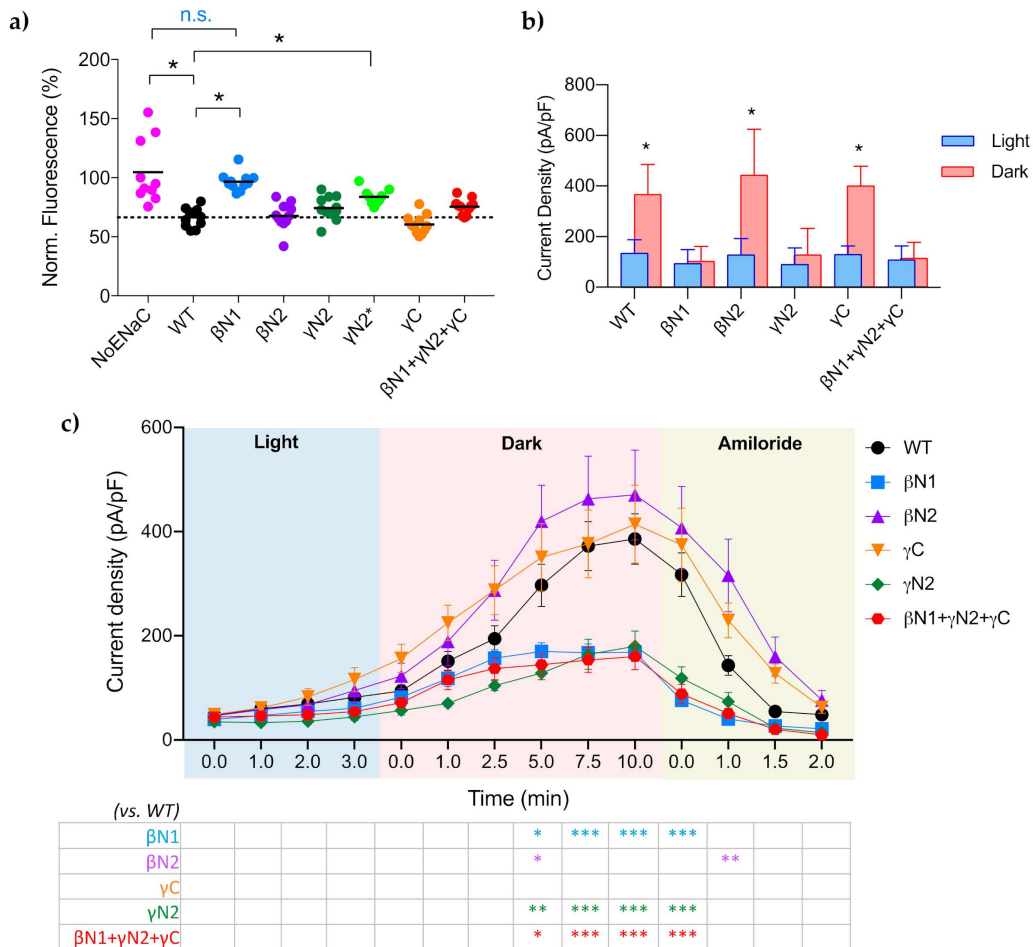 a)
n.s.
*
*
*
Norm. Fluorescence (%)
200
150
100
50
0
NoENaC
WT
βN1
βN2
γN2
γN2*
γC
βN1+γN2+γC
b)
Current Density (pA/pF)
800
600
400
200
0
*
*
*
WT
βN1
βN2
γN2
γC
βN1+γN2+γC
Light
Dark
c)
Current density (pA/pF)
600
400
200
0
Light Dark Amiloride
0.0 1.0 2.0 3.0 0.0 1.0 2.5 5.0 7.5 10.0 0.0 1.0 1.5 2.0
Time (min)
WT
βN1
βN2
γC
γN2
βN1+γN2+γC
(vs. WT)
βN1 * *** *** ***
βN2 * **
γC
γN2 ** *** *** ***
βN1+γN2+γC * *** *** ***